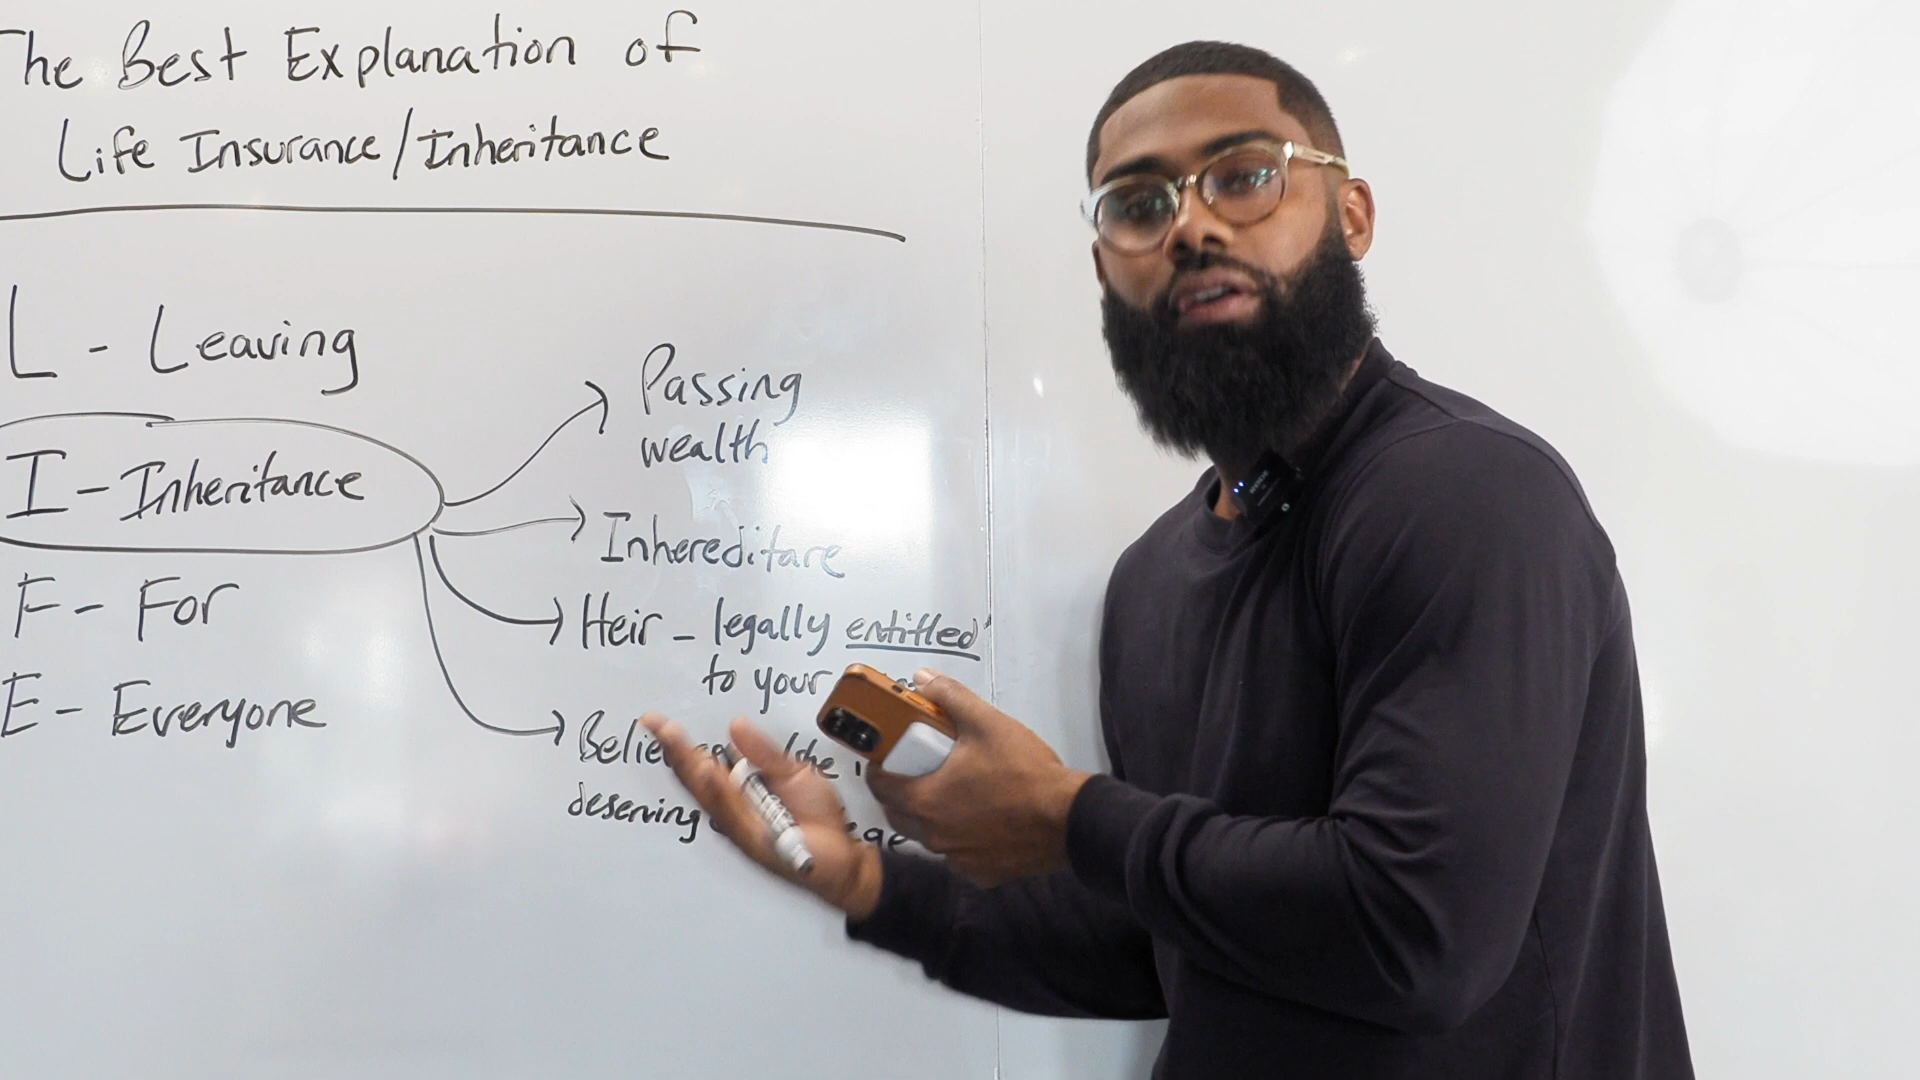 The Best Explanation of
Life Insurance/Inheritance
L - Leaving
I - Inheritance
F - For
E - Everyone
Passing
wealth
Inhereditare
Heir - legally entitled
to your
deserving